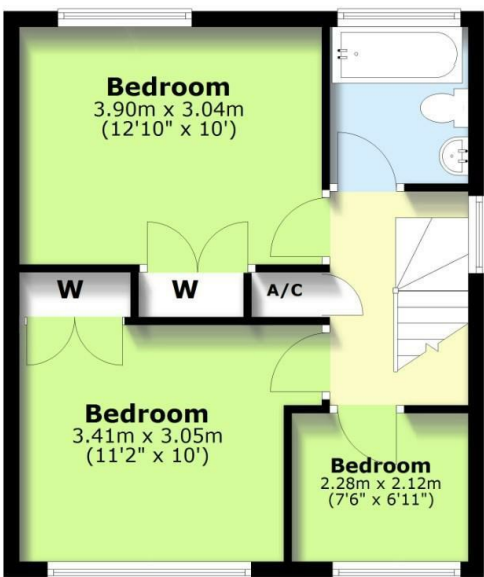 Bedroom
3.90m x 3.04m
(12'10" x 10')
W
W
A/C
Bedroom
3.41m x 3.05m
(11'2" x 10')
Bedroom
2.28m x 2.12m
(7'6" x 6'11")